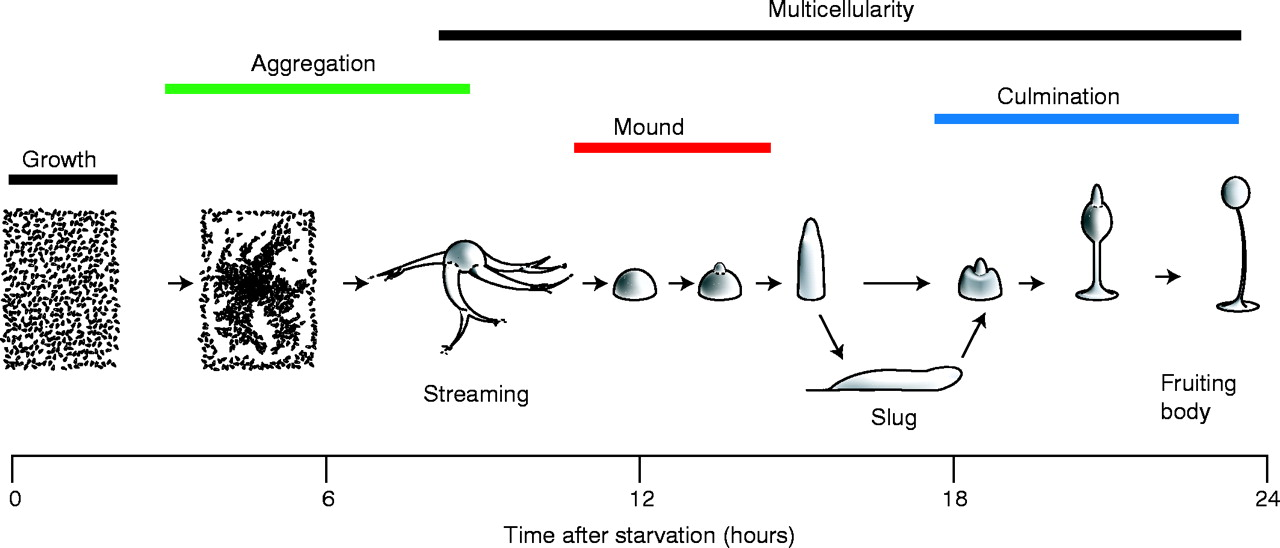 Multicellularity
Aggregation
Culmination
Mound
Growth
Streaming
Slug
Fruiting
body
0 6 12 18 24
Time after starvation (hours)